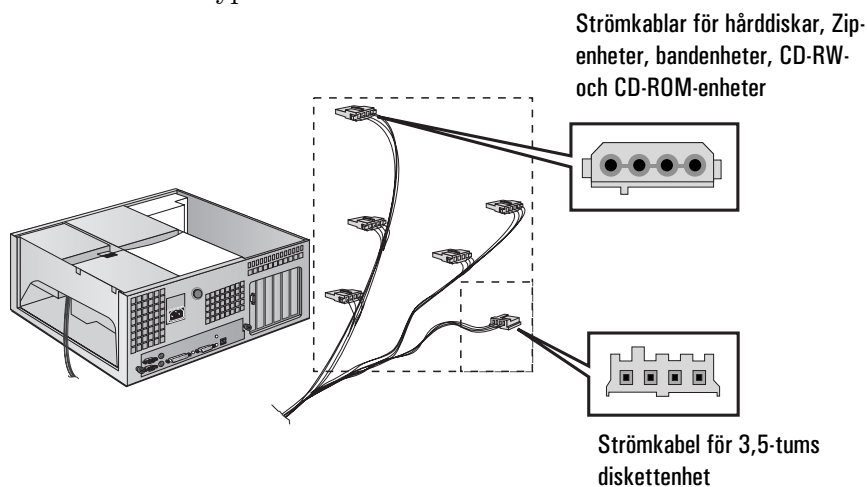 Strömkablar för hårddiskar, Zip-
enheter, bandenheter, CD-RW-
och CD-ROM-enheter
Strömkabel för 3,5-tums
diskettenhet